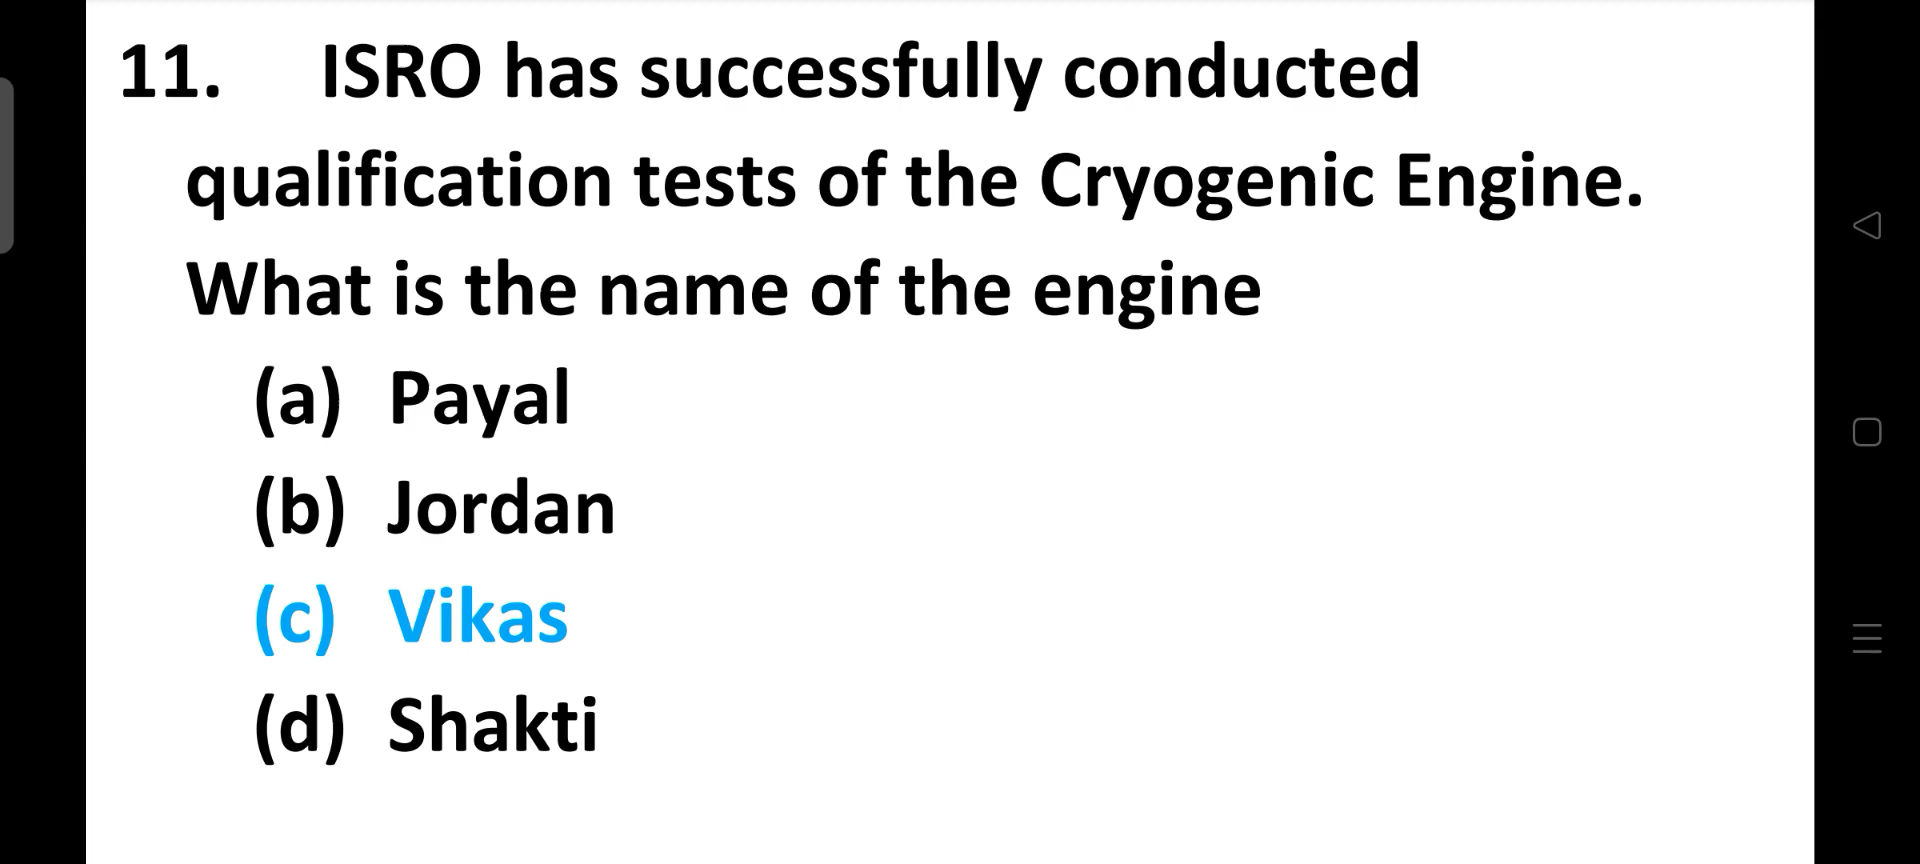 11. ISRO has successfully conducted
qualification tests of the Cryogenic Engine.
What is the name of the engine
(a) Payal
(b) Jordan
(c) Vikas
(d) Shakti